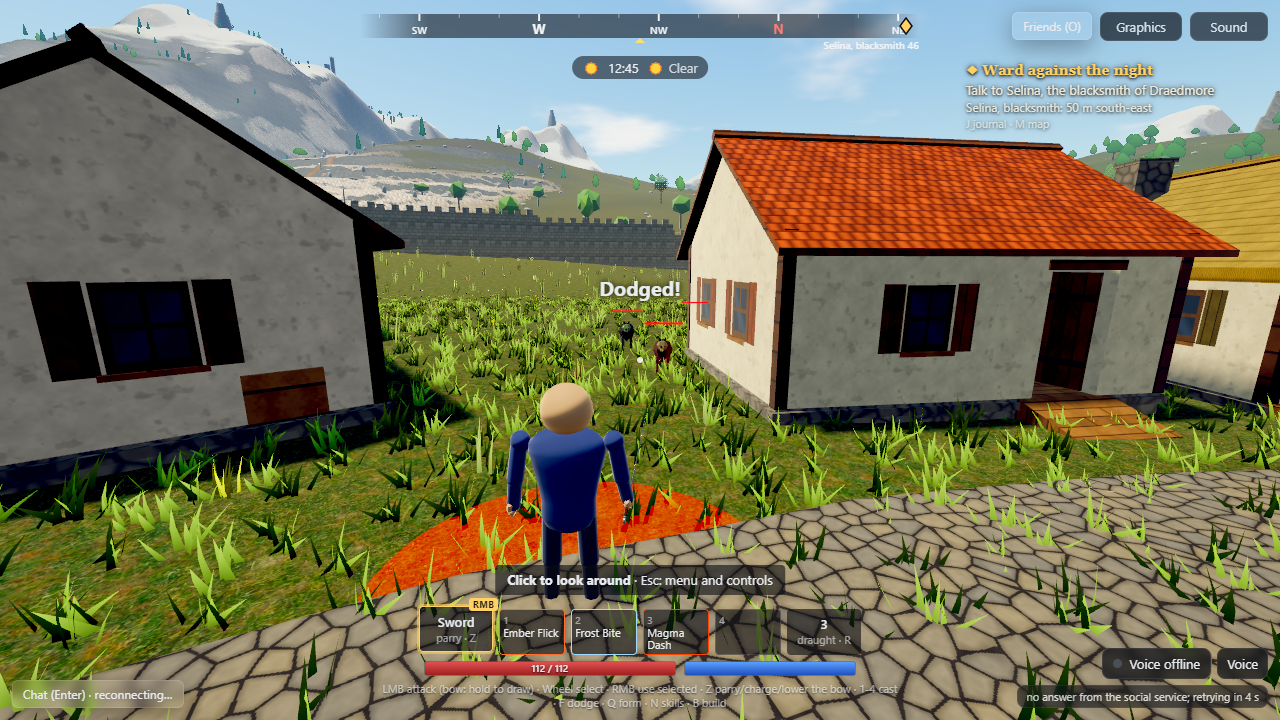 SW
W
NW
N
Selina, blacksmith 46
12:45
Clear
Friends (O)
Graphics
Sound
Ward against the night
Talk to Selina, the blacksmith of Draedmore
Selina, blacksmith: 50 m south-east
J journal · M map
Dodged!
Click to look around · Esc: menu and controls
RMB
Sword
parry · Z
1
Ember Flick
2
Frost Bite
3
Magma
Dash
4
3
draught · R
112 / 112
LMB attack (bow: hold to draw) · Wheel select · RMB use selected · Z parry/charge/lower the bow · 1-4 cast
· F dodge · Q form · N skills · B build
Chat (Enter) · reconnecting...
Voice offline
Voice
no answer from the social service; retrying in 4 s